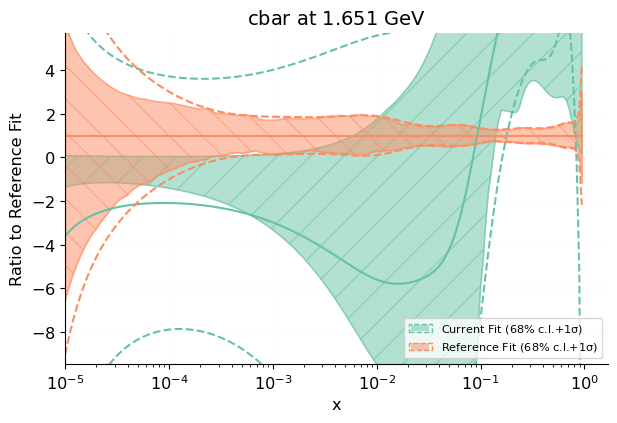 cbar at 1.651 GeV
Ratio to Reference Fit
4
2
0
−2
−4
−6
−8
10⁻⁵
10⁻⁴
10⁻³
10⁻²
10⁻¹
10⁰
x
Current Fit (68% c.l.+1σ)
Reference Fit (68% c.l.+1σ)